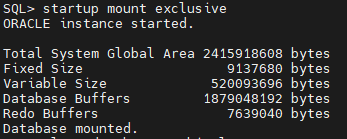 SQL> startup mount exclusive
ORACLE instance started.
Total System Global Area 2415918608 bytes
Fixed Size 9137680 bytes
Variable Size 520093696 bytes
Database Buffers 1879048192 bytes
Redo Buffers 7639040 bytes
Database mounted.